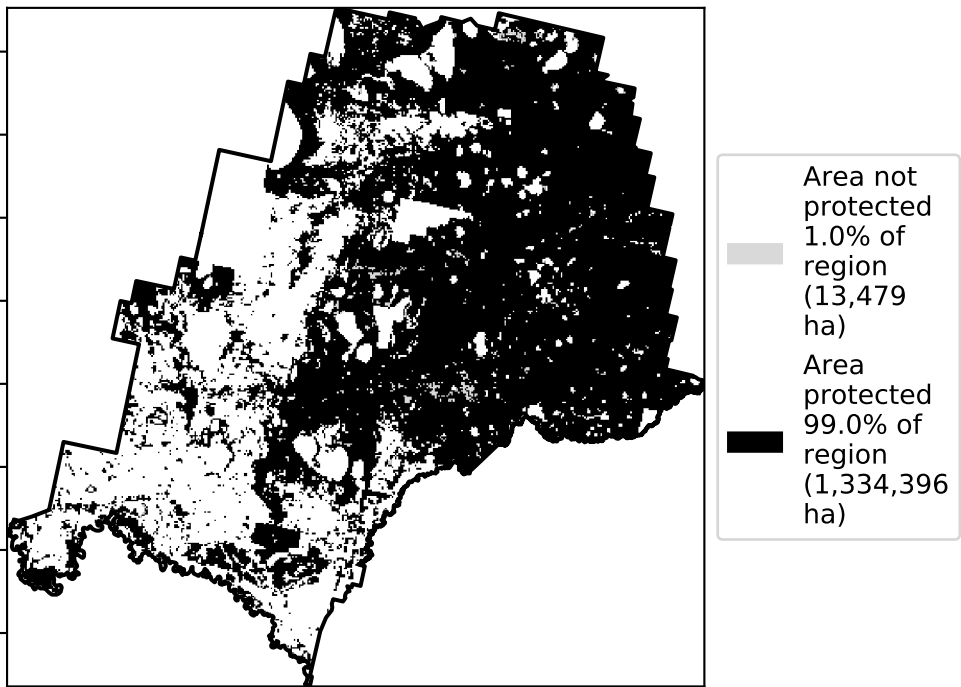 Area not
protected
1.0% of
region
(13,479
ha)
Area
protected
99.0% of
region
(1,334,396
ha)